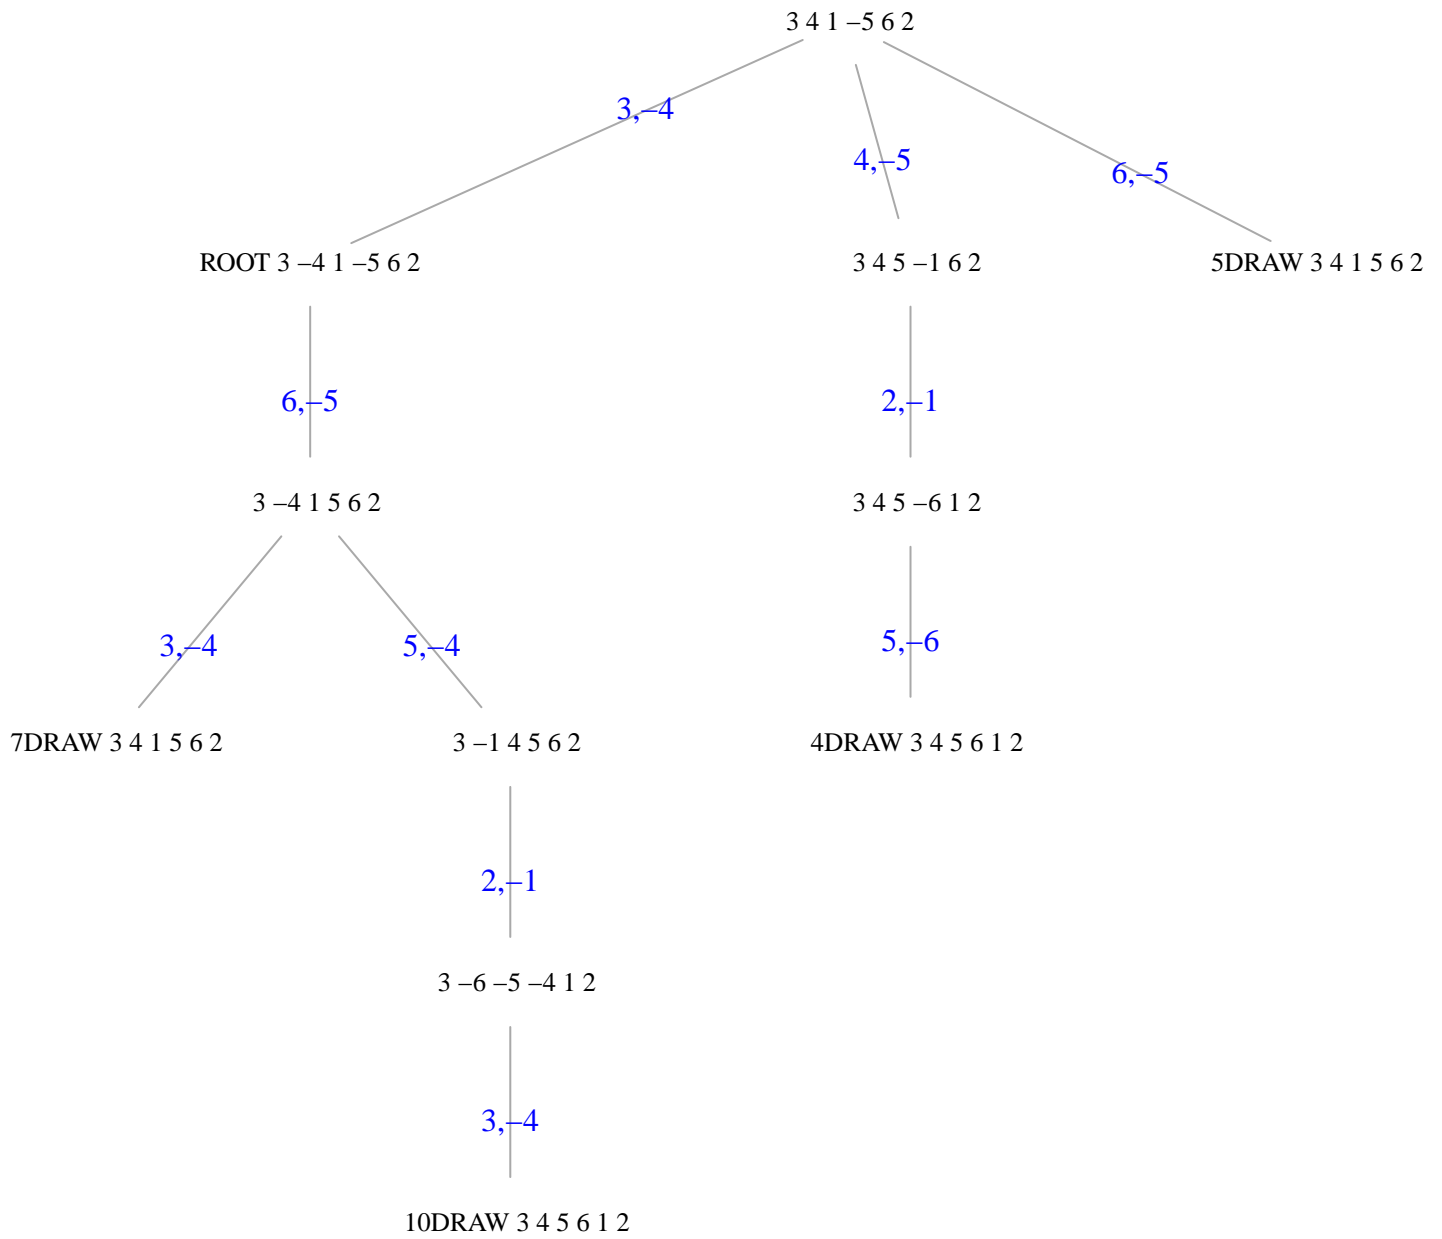 3 4 1 –5 6 2
3,–4
4,–5
6,–5
ROOT 3 –4 1 –5 6 2
3 4 5 –1 6 2
5DRAW 3 4 1 5 6 2
6,–5
2,–1
3 –4 1 5 6 2
3 4 5 –6 1 2
3,–4
5,–4
5,–6
7DRAW 3 4 1 5 6 2
3 –1 4 5 6 2
4DRAW 3 4 5 6 1 2
2,–1
3 –6 –5 –4 1 2
3,–4
10DRAW 3 4 5 6 1 2